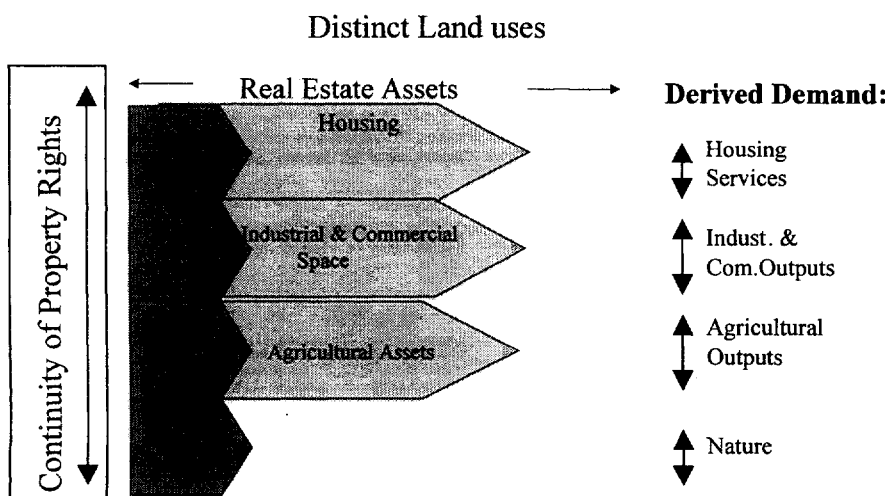 Distinct Land uses
Continuity of Property Rights
Real Estate Assets
Housing
Industrial & Commercial
Space
Agricultural Assets
Derived Demand:
Housing
Services
Indust. &
Com.Outputs
Agricultural
Outputs
Nature